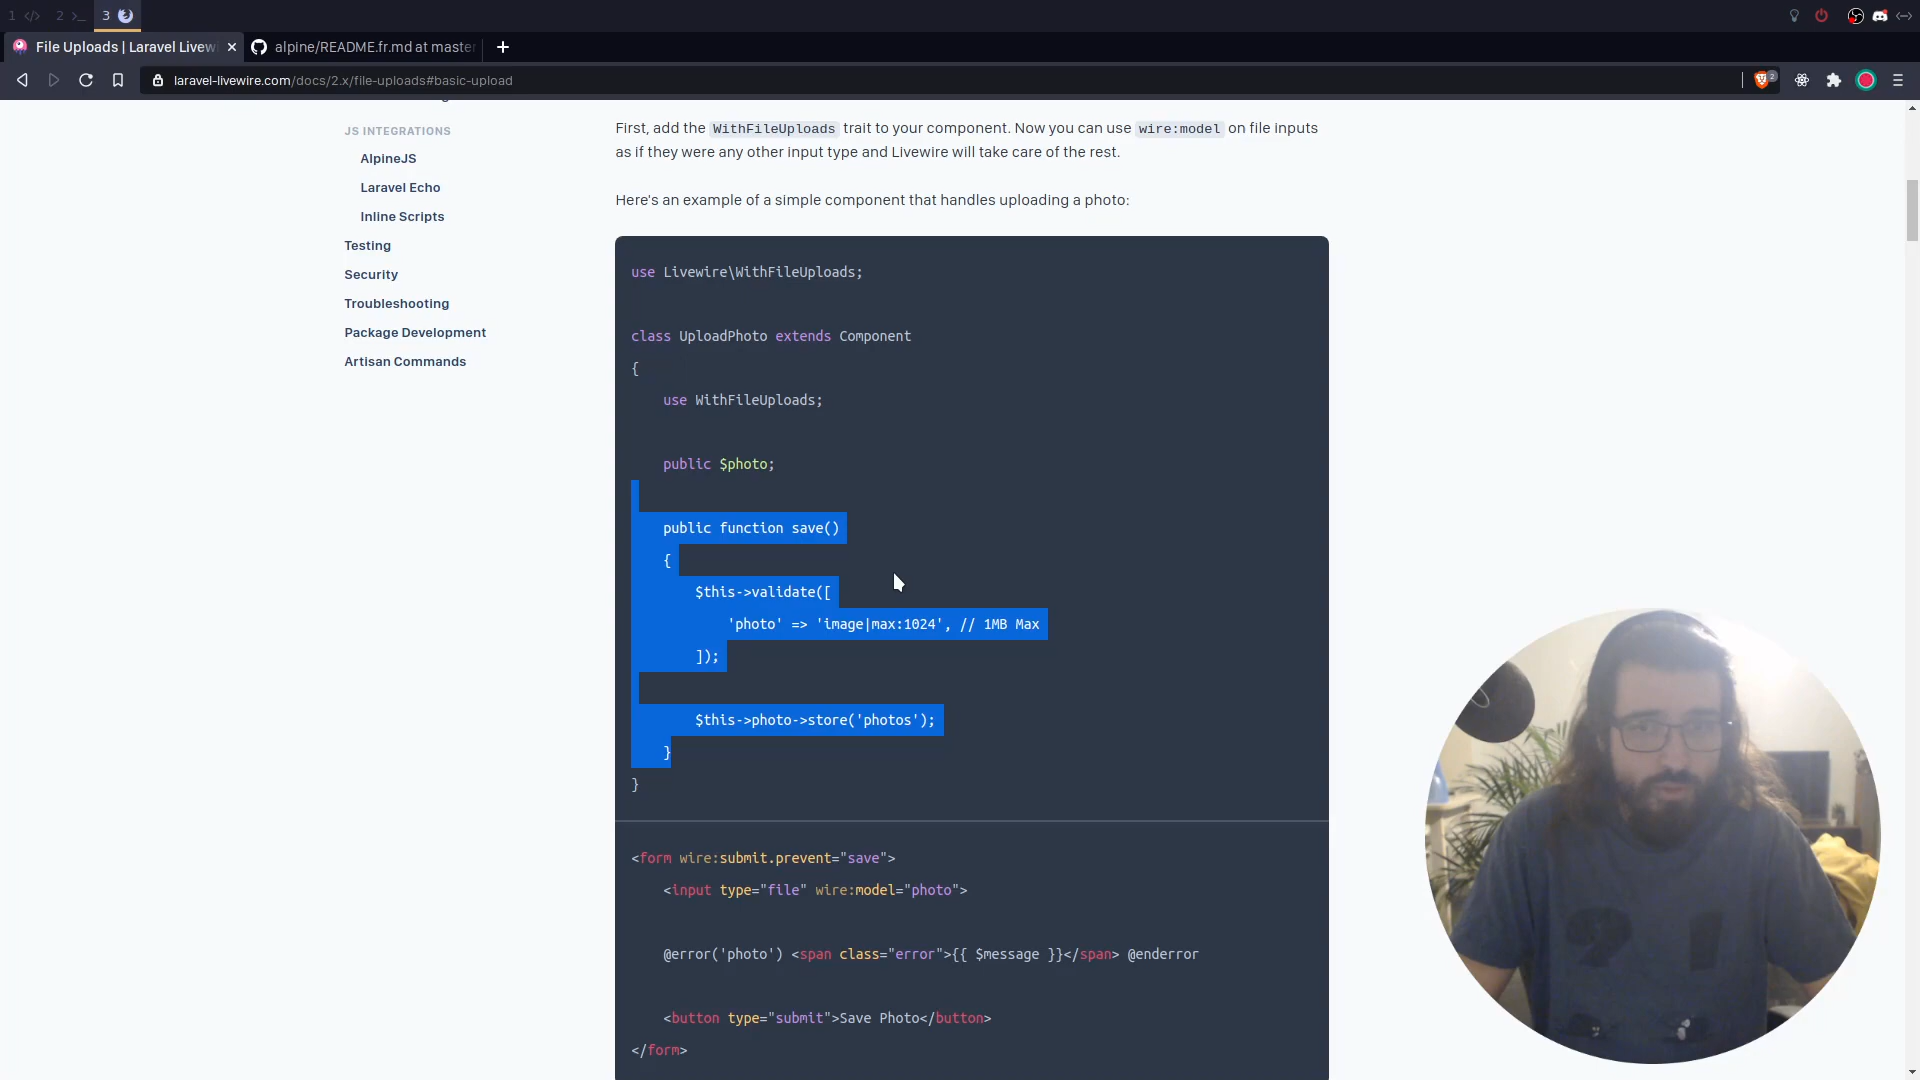 1
2
3
File Uploads | Laravel Livew
alpine/README.fr.md at master
laravel-livewire.com/docs/2.x/file-uploads#basic-upload
2
JS INTEGRATIONS
AlpineJS
Laravel Echo
Inline Scripts
Testing
Security
Troubleshooting
Package Development
Artisan Commands
First, add the WithFileUploads trait to your component. Now you can use wire:model on file inputs
as if they were any other input type and Livewire will take care of the rest.
Here's an example of a simple component that handles uploading a photo:
use Livewire\WithFileUploads;
class UploadPhoto extends Component
{
use WithFileUploads;
public $photo;
public function save()
{
$this->validate([
'photo' => 'image|max:1024', // 1MB Max
]);
$this->photo->store('photos');
}
}
<form wire:submit.prevent="save">
<input type="file" wire:model="photo">
@error('photo') <span class="error">{{ $message }}</span> @enderror
<button type="submit">Save Photo</button>
</form>